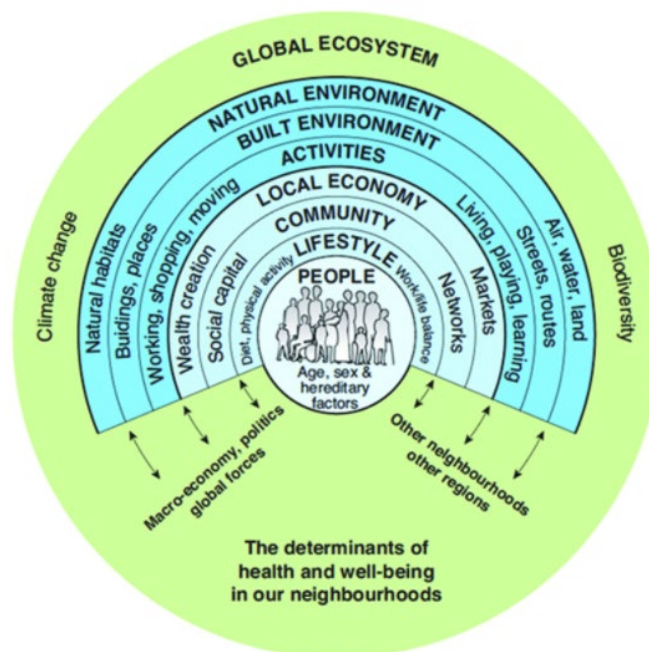 GLOBAL ECOSYSTEM
NATURAL ENVIRONMENT
BUILT ENVIRONMENT
ACTIVITIES
LOCAL ECONOMY
COMMUNITY
LIFESTYLE
PEOPLE
Age, sex &
hereditary
factors
Climate change
Natural habitats
Buidings, places
Working, shopping, moving
Wealth creation
Social capital
Diet, physical activity
Work/life balance
Networks
Markets
Living, playing, learning
Streets, routes
Air, water, land
Biodiversity
Macro-economy, politics
global forces
Other neighbourhoods
other regions
The determinants of
health and well-being
in our neighbourhoods